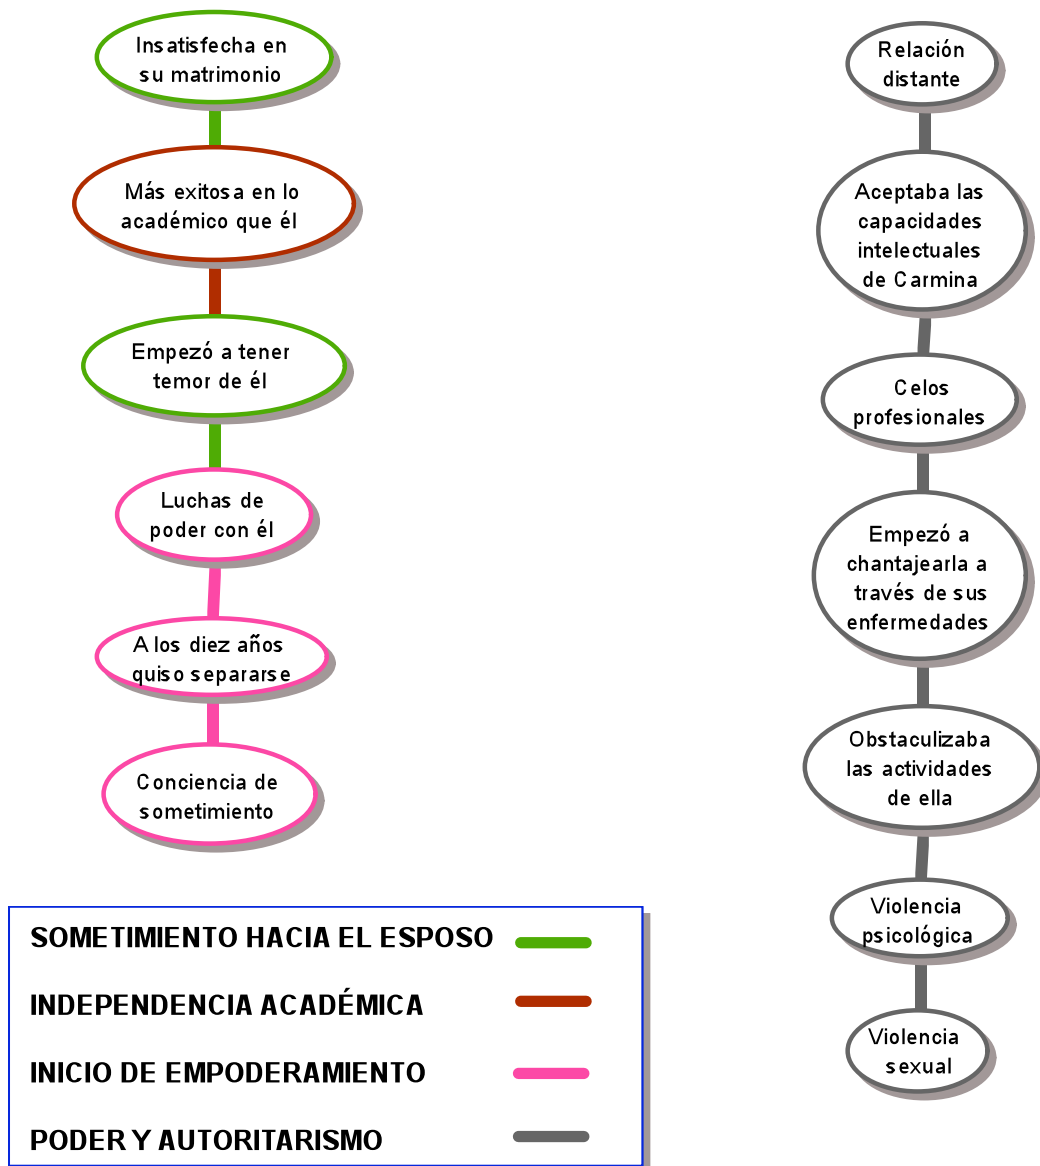 Insatisfecha en
su matrimonio
Más exitosa en lo
académico que él
Empezó a tener
temor de él
Luchas de
poder con él
A los diez años
quiso separarse
Conciencia de
sometimiento
Relación
distante
Aceptaba las
capacidades
intelectuales
de Carmina
Celos
profesionales
Empezó a
chantajearla a
través de sus
enfermedades
Obstaculizaba
las actividades
de ella
Violencia
psicológica
Violencia
sexual
SOMETIMIENTO HACIA EL ESPOSO
INDEPENDENCIA ACADÉMICA
INICIO DE EMPODERAMIENTO
PODER Y AUTORITARISMO